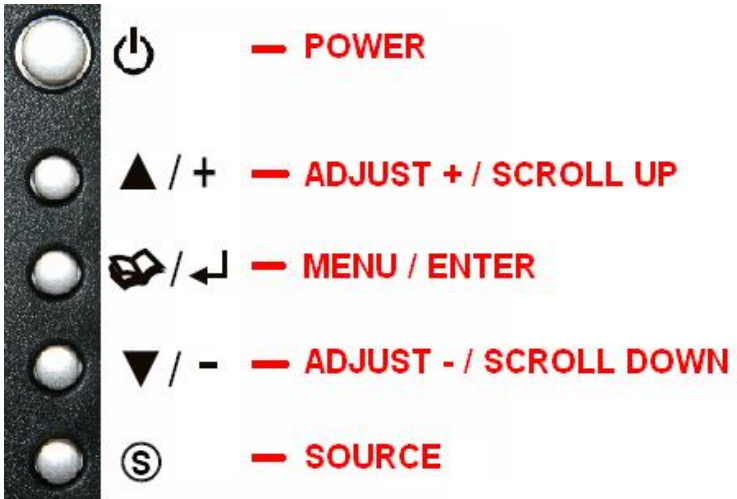 — POWER
▲ / + — ADJUST + / SCROLL UP
/ ↵ — MENU / ENTER
▼ / - — ADJUST - / SCROLL DOWN
Ⓢ — SOURCE